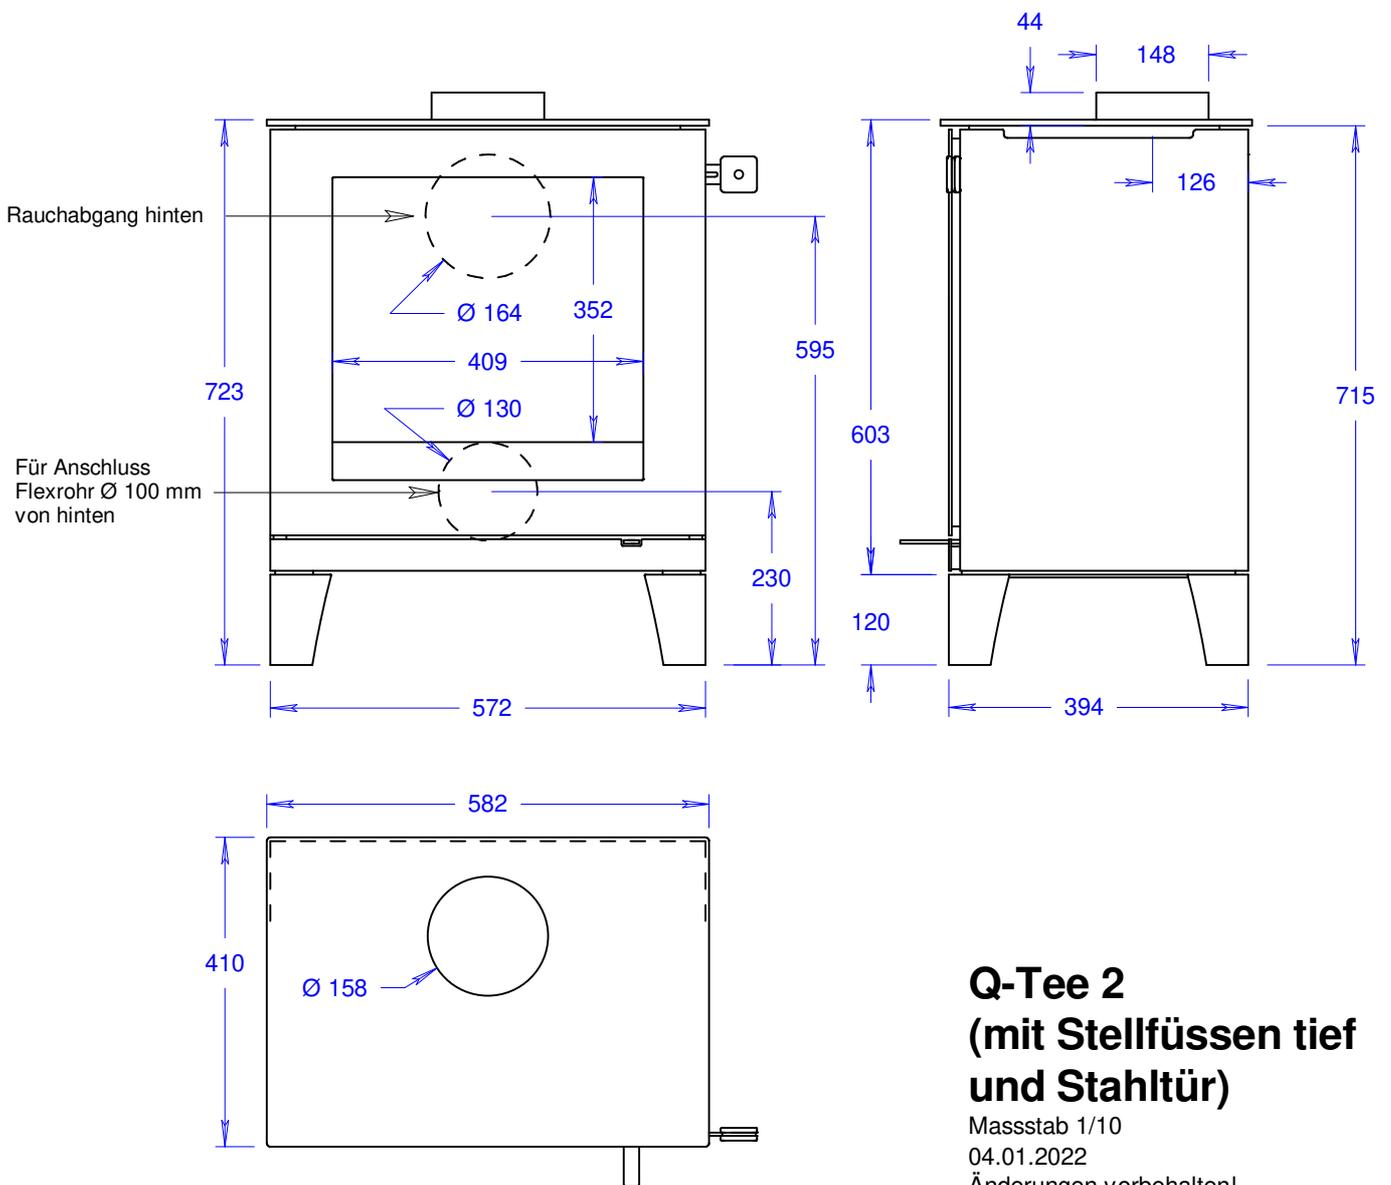 44
148
126
Rauchabgang hinten
Ø 164
352
409
595
723
Ø 130
603
715
Für Anschluss
Flexrohr Ø 100 mm
von hinten
230
120
572
394
582
410
Ø 158
Q-Tee 2
(mit Stellfüssen tief
und Stahltür)
Massstab 1/10
04.01.2022
Änderungen vorbehalten!